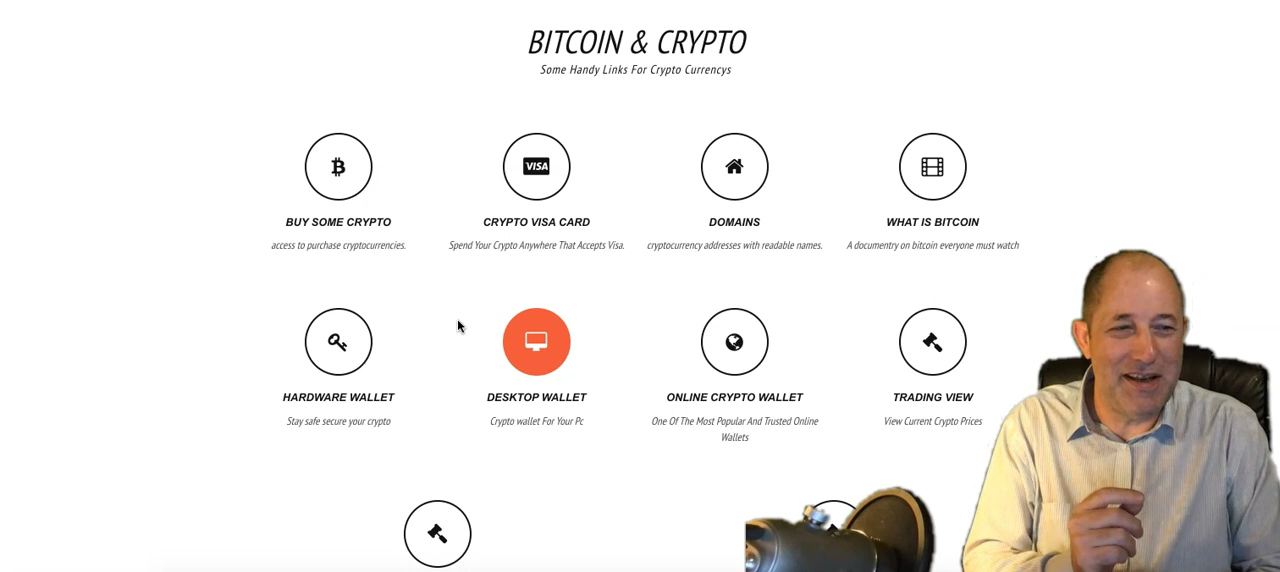 BITCOIN & CRYPTO
Some Handy Links For Crypto Currencys
VISA
BUY SOME CRYPTO
access to purchase cryptocurrencies.
CRYPTO VISA CARD
Spend Your Crypto Anywhere That Accepts Visa.
DOMAINS
cryptocurrency addresses with readable names.
WHAT IS BITCOIN
A documentry on bitcoin everyone must watch
HARDWARE WALLET
Stay safe secure your crypto
DESKTOP WALLET
Crypto wallet For Your Pc
ONLINE CRYPTO WALLET
One Of The Most Popular And Trusted Online
Wallets
TRADING VIEW
View Current Crypto Prices